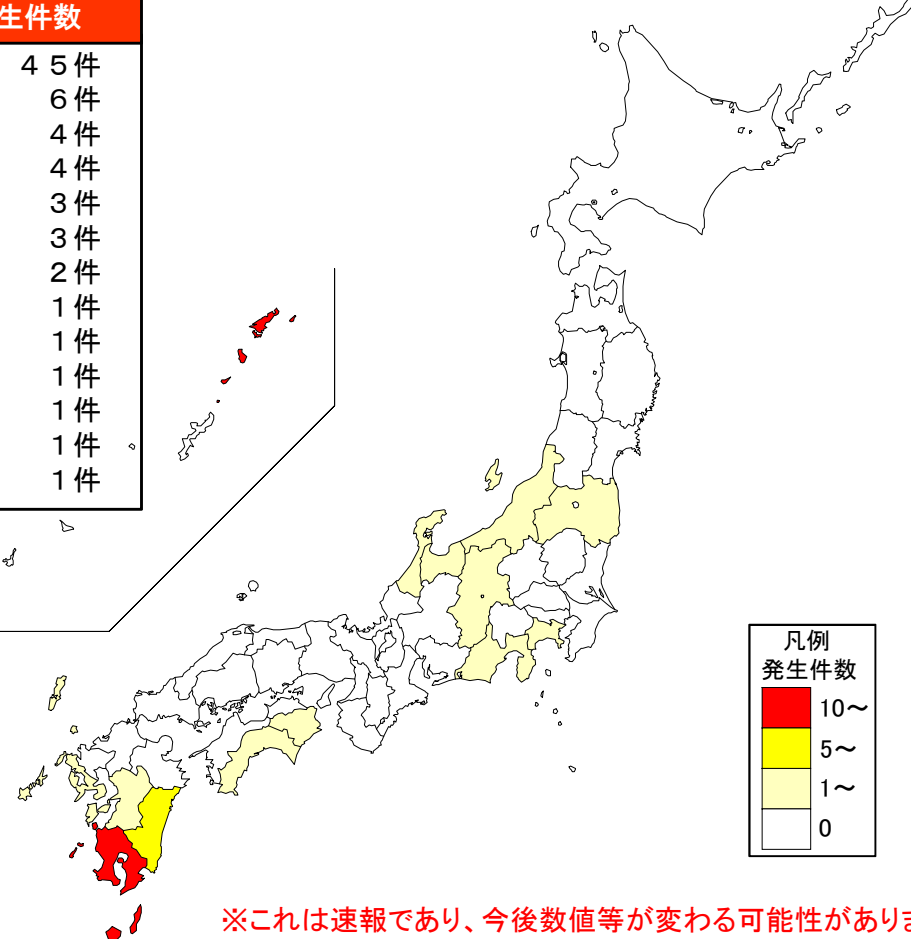 生件数
４５件
６件
４件
４件
３件
３件
２件
１件
１件
１件
１件
１件
１件
凡例
発生件数
10～
5～
1～
0
※これは速報であり、今後数値等が変わる可能性がありま